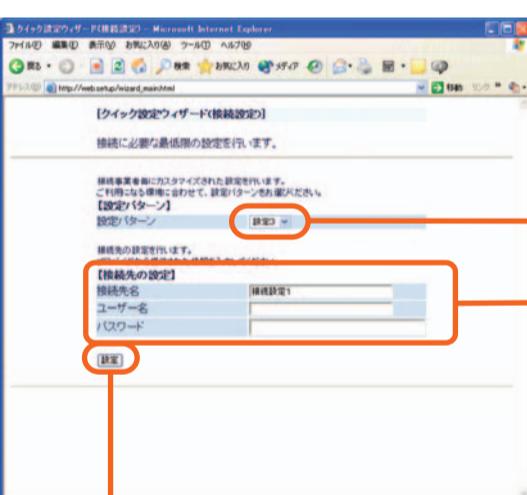 クイック設定ウィザード(接続設定) - Microsoft Internet Explorer
ファイル(F) 編集(E) 表示(V) お気に入り(A) ツール(T) ヘルプ(H)
戻る 検索 お気に入り メディア
アドレス(D) http://web.setup/wizard_main.html 移動 リンク
[クイック設定ウィザード(接続設定)]
接続に必要な最低限の設定を行います。
接続事業者毎にカスタマイズされた設定を行います。
ご利用になる環境に合わせて、設定パターンをお選びください。
【設定パターン】
設定パターン 設定3
接続先の設定を行います。
【接続先の設定】
接続先名 接続設定1
ユーザー名
パスワード
設定